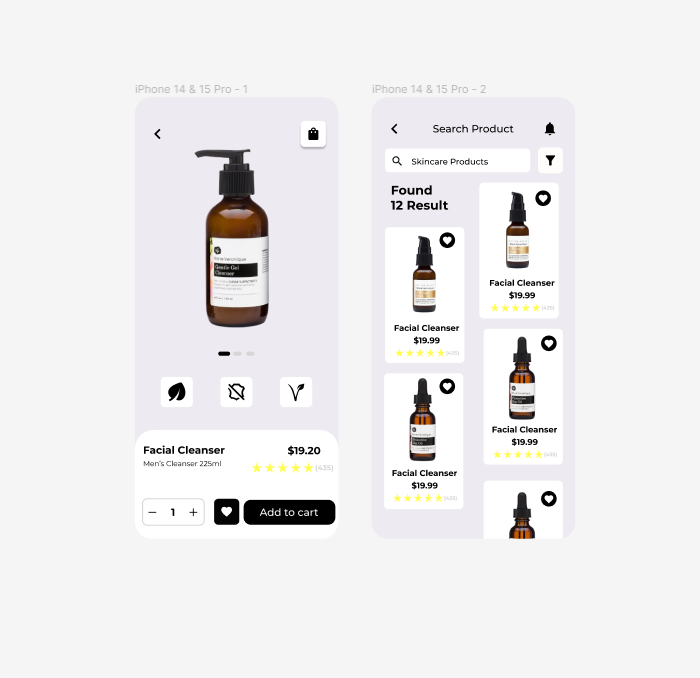 iPhone 14 & 15 Pro - 1
Gentle Gel
Cleanser
Facial Cleanser
$19.20
Men's Cleanser 225ml
(435)
1
Add to cart
iPhone 14 & 15 Pro - 2
Search Product
Skincare Products
Found
12 Result
Facial Cleanser
$19.99
(435)
Facial Cleanser
$19.99
(435)
Facial Cleanser
$19.99
(435)
Facial Cleanser
$19.99
(435)